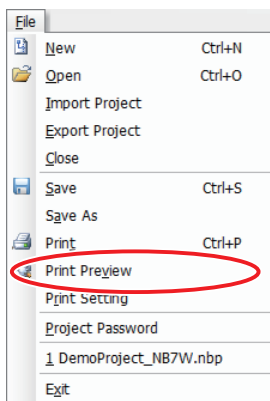 File
New Ctrl+N
Open Ctrl+O
Import Project
Export Project
Close
Save Ctrl+S
Save As
Print Ctrl+P
Print Preview
Print Setting
Project Password
1 DemoProject_NB7W.nbp
Exit